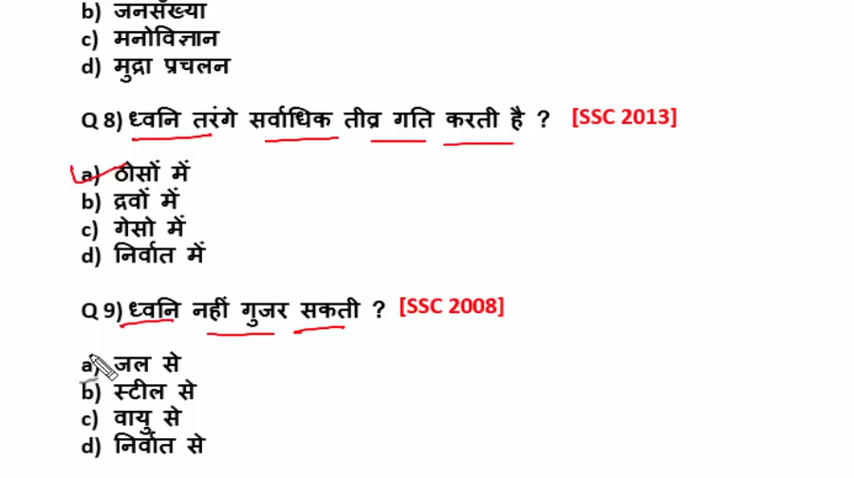 b) जनसँख्या
c) मनोविज्ञान
d) मुद्रा प्रचलन
Q 8) ध्वनि तरंगे सर्वाधिक तीव्र गति करती है ? [SSC 2013]
a) ठोसों में
b) द्रवों में
c) गेसो में
d) निर्वात में
Q 9) ध्वनि नहीं गुजर सकती ? [SSC 2008]
a) जल से
b) स्टील से
c) वायु से
d) निर्वात से